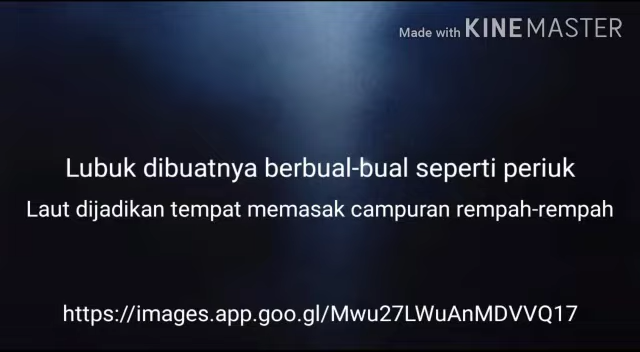 Made with KINEMASTER
Lubuk dibuatnya berbual-bual seperti periuk
Laut dijadikan tempat memasak campuran rempah-rempah
https://images.app.goo.gl/Mwu27LWuAnMDVVQ17